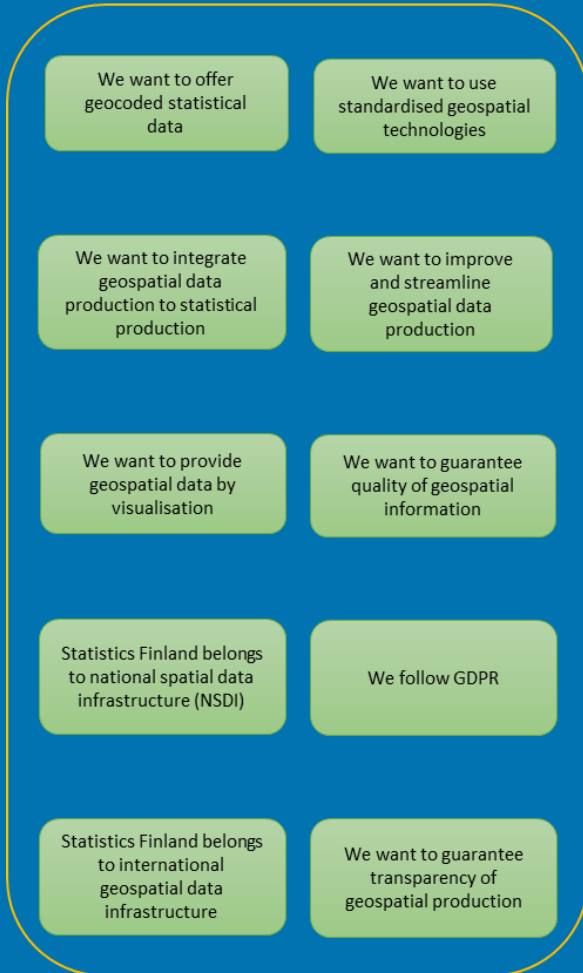 We want to offer
geocoded statistical
data
We want to use
standardised geospatial
technologies
We want to integrate
geospatial data
production to statistical
production
We want to improve
and streamline
geospatial data
production
We want to provide
geospatial data by
visualisation
We want to guarantee
quality of geospatial
information
Statistics Finland belongs
to national spatial data
infrastructure (NSDI)
We follow GDPR
Statistics Finland belongs
to international
geospatial data
infrastructure
We want to guarantee
transparency of
geospatial production